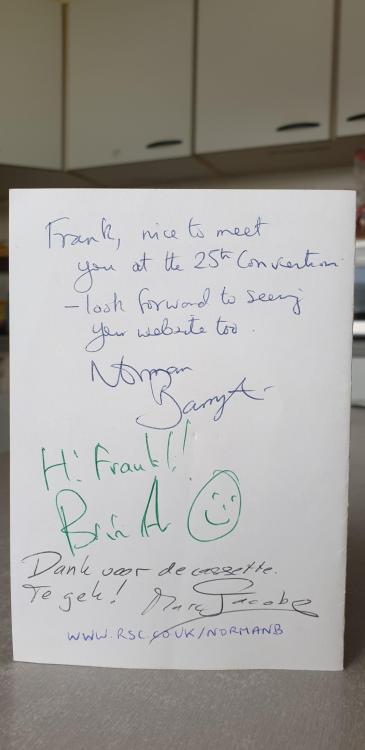 Frank, nice to meet
you at the 25th Convention.
- look forward to seeing
your website too.
Norman
Barry
Hi Frank!!
Dank voor de cassette.
Te gek! Marc Jacobs
WWW.RSC.CO.UK/NORMANB